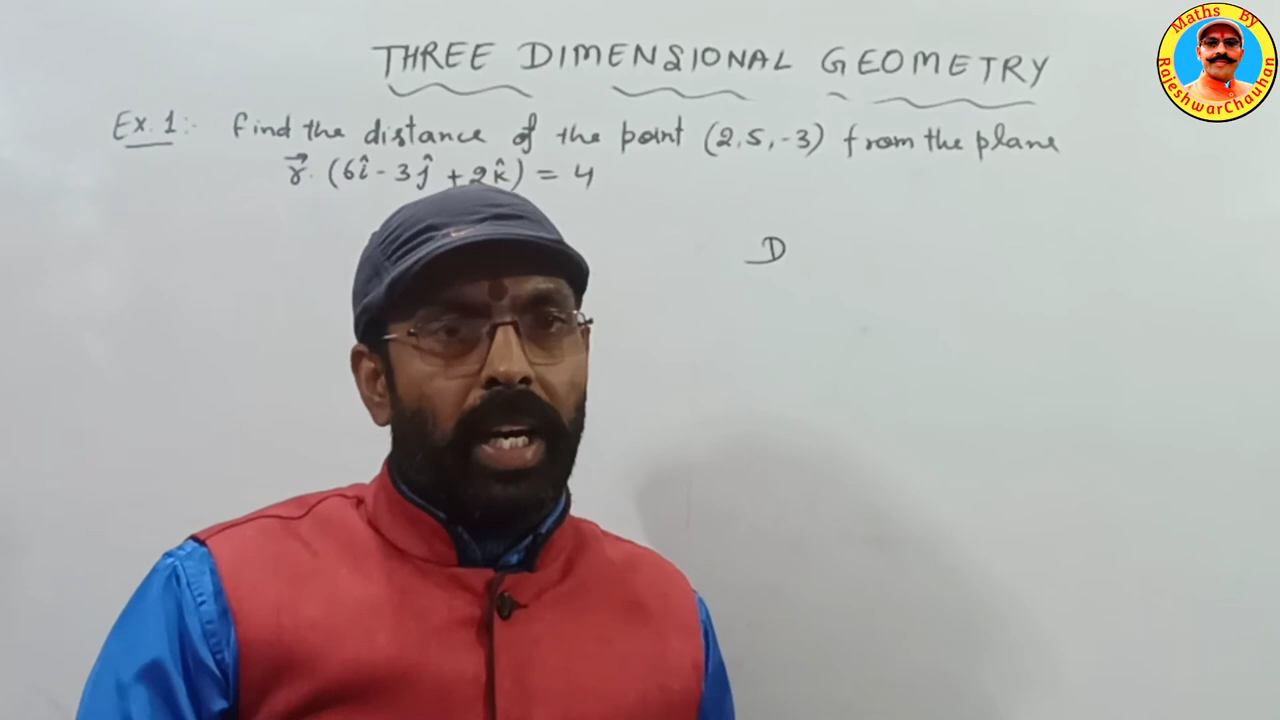 THREE DIMENSIONAL GEOMETRY
Ex. 1:- Find the distance of the point (2,5,-3) from the plane
r⃗. (6î - 3ĵ + 2k̂) = 4
D
Maths By
RajeshwarChauhan